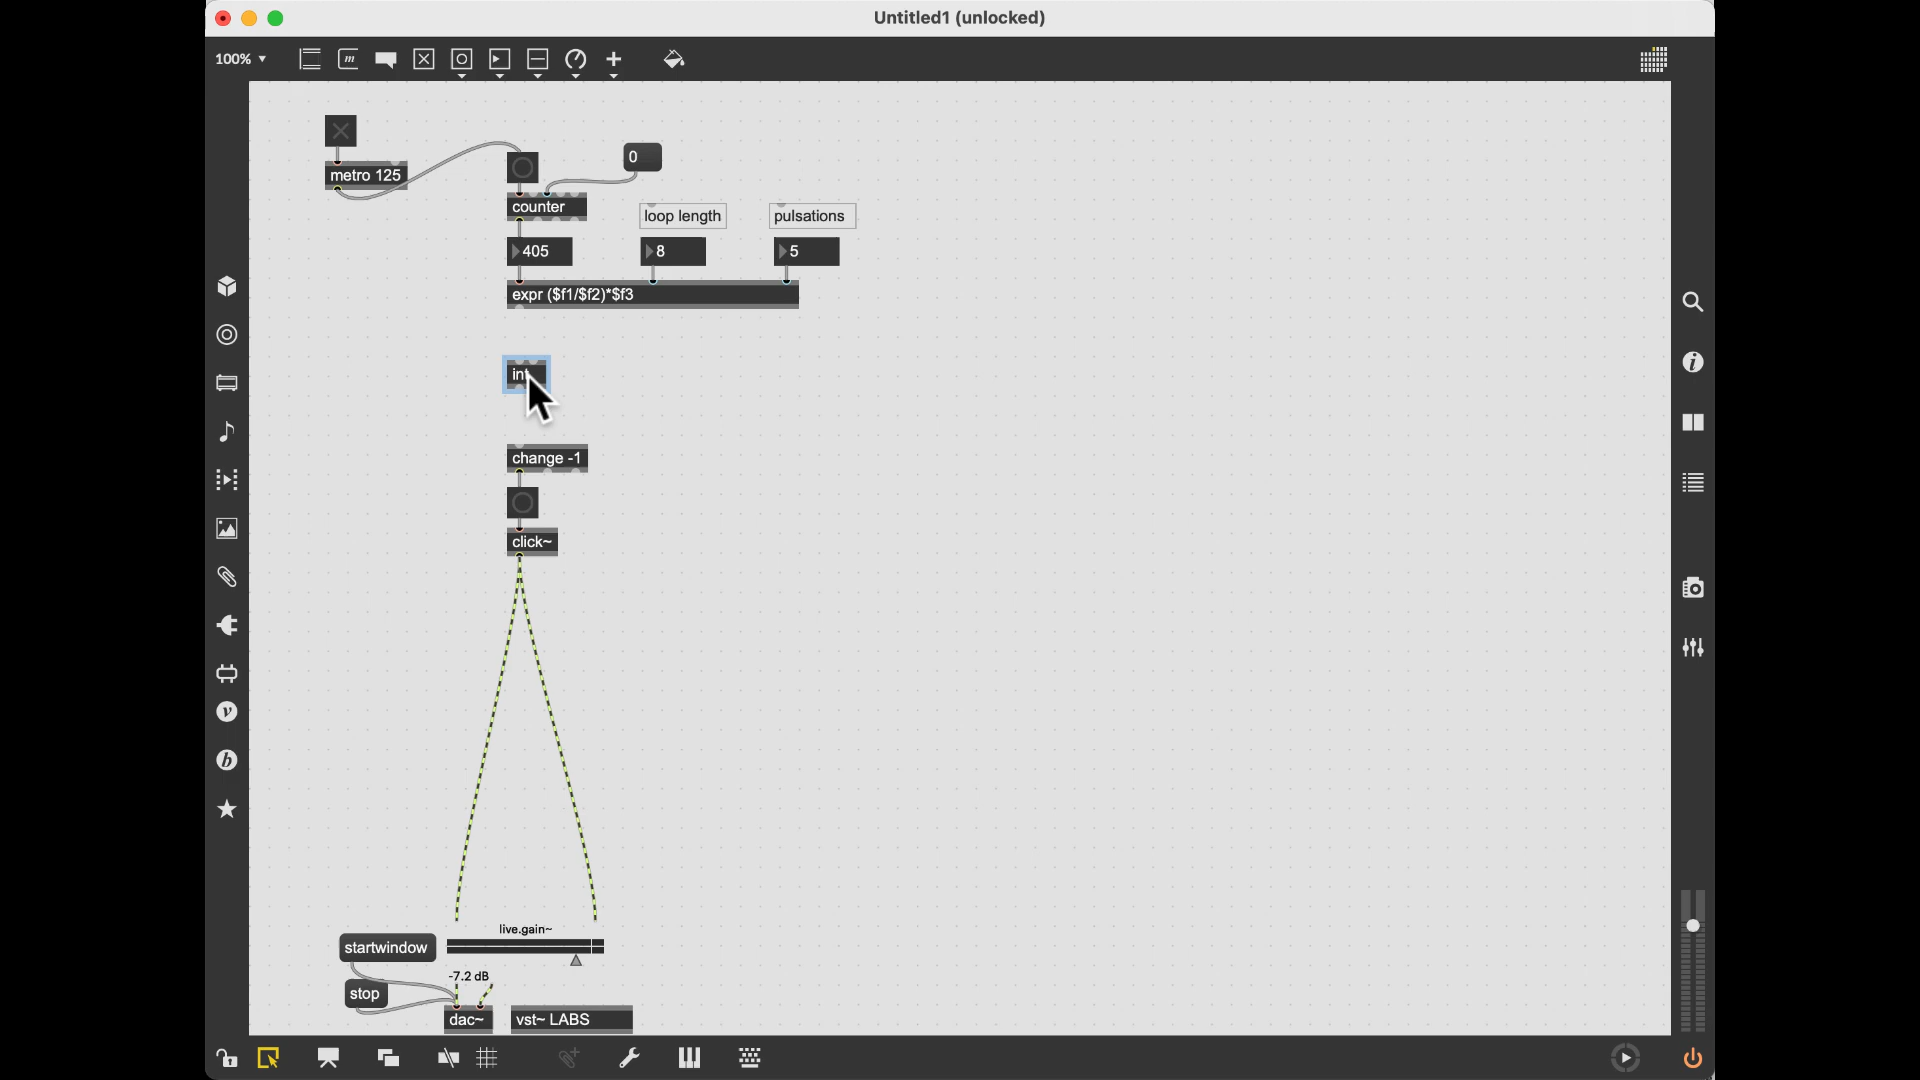 Untitled1 (unlocked)
100%
m
metro 125
0
counter
loop length
pulsations
405
8
5
expr ($f1/$f2)*$f3
int
change -1
click~
live.gain~
startwindow
-7.2 dB
stop
dac~
vst~ LABS
v
b